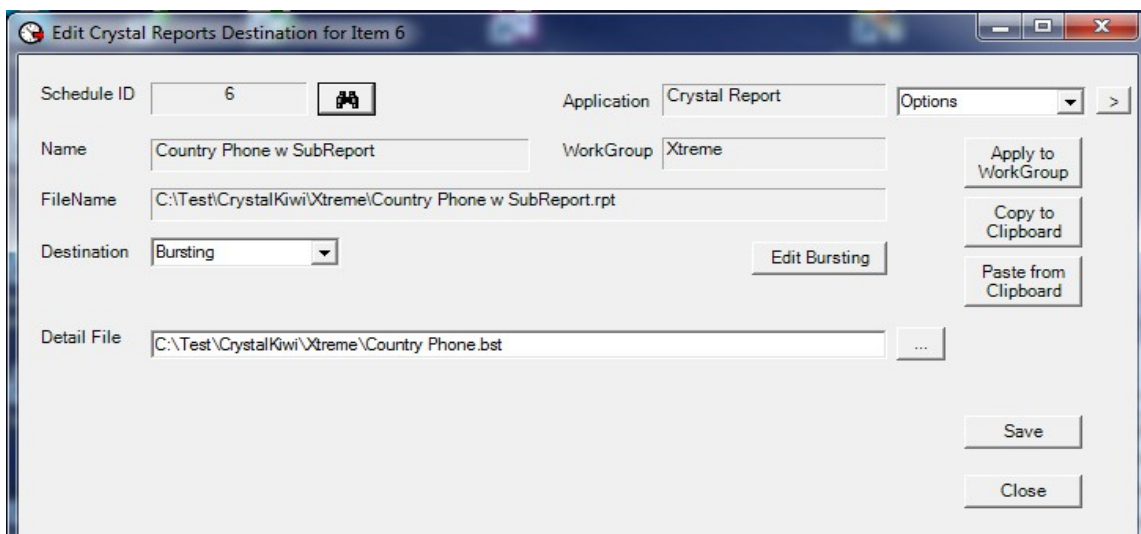 Edit Crystal Reports Destination for Item 6
Schedule ID 6 Application Crystal Report Options >
Name Country Phone w SubReport WorkGroup Xtreme
Apply to
WorkGroup
FileName C:\Test\CrystalKiwi\Xtreme\Country Phone w SubReport.rpt
Copy to
Clipboard
Destination Bursting Edit Bursting
Paste from
Clipboard
Detail File C:\Test\CrystalKiwi\Xtreme\Country Phone.bst ...
Save
Close